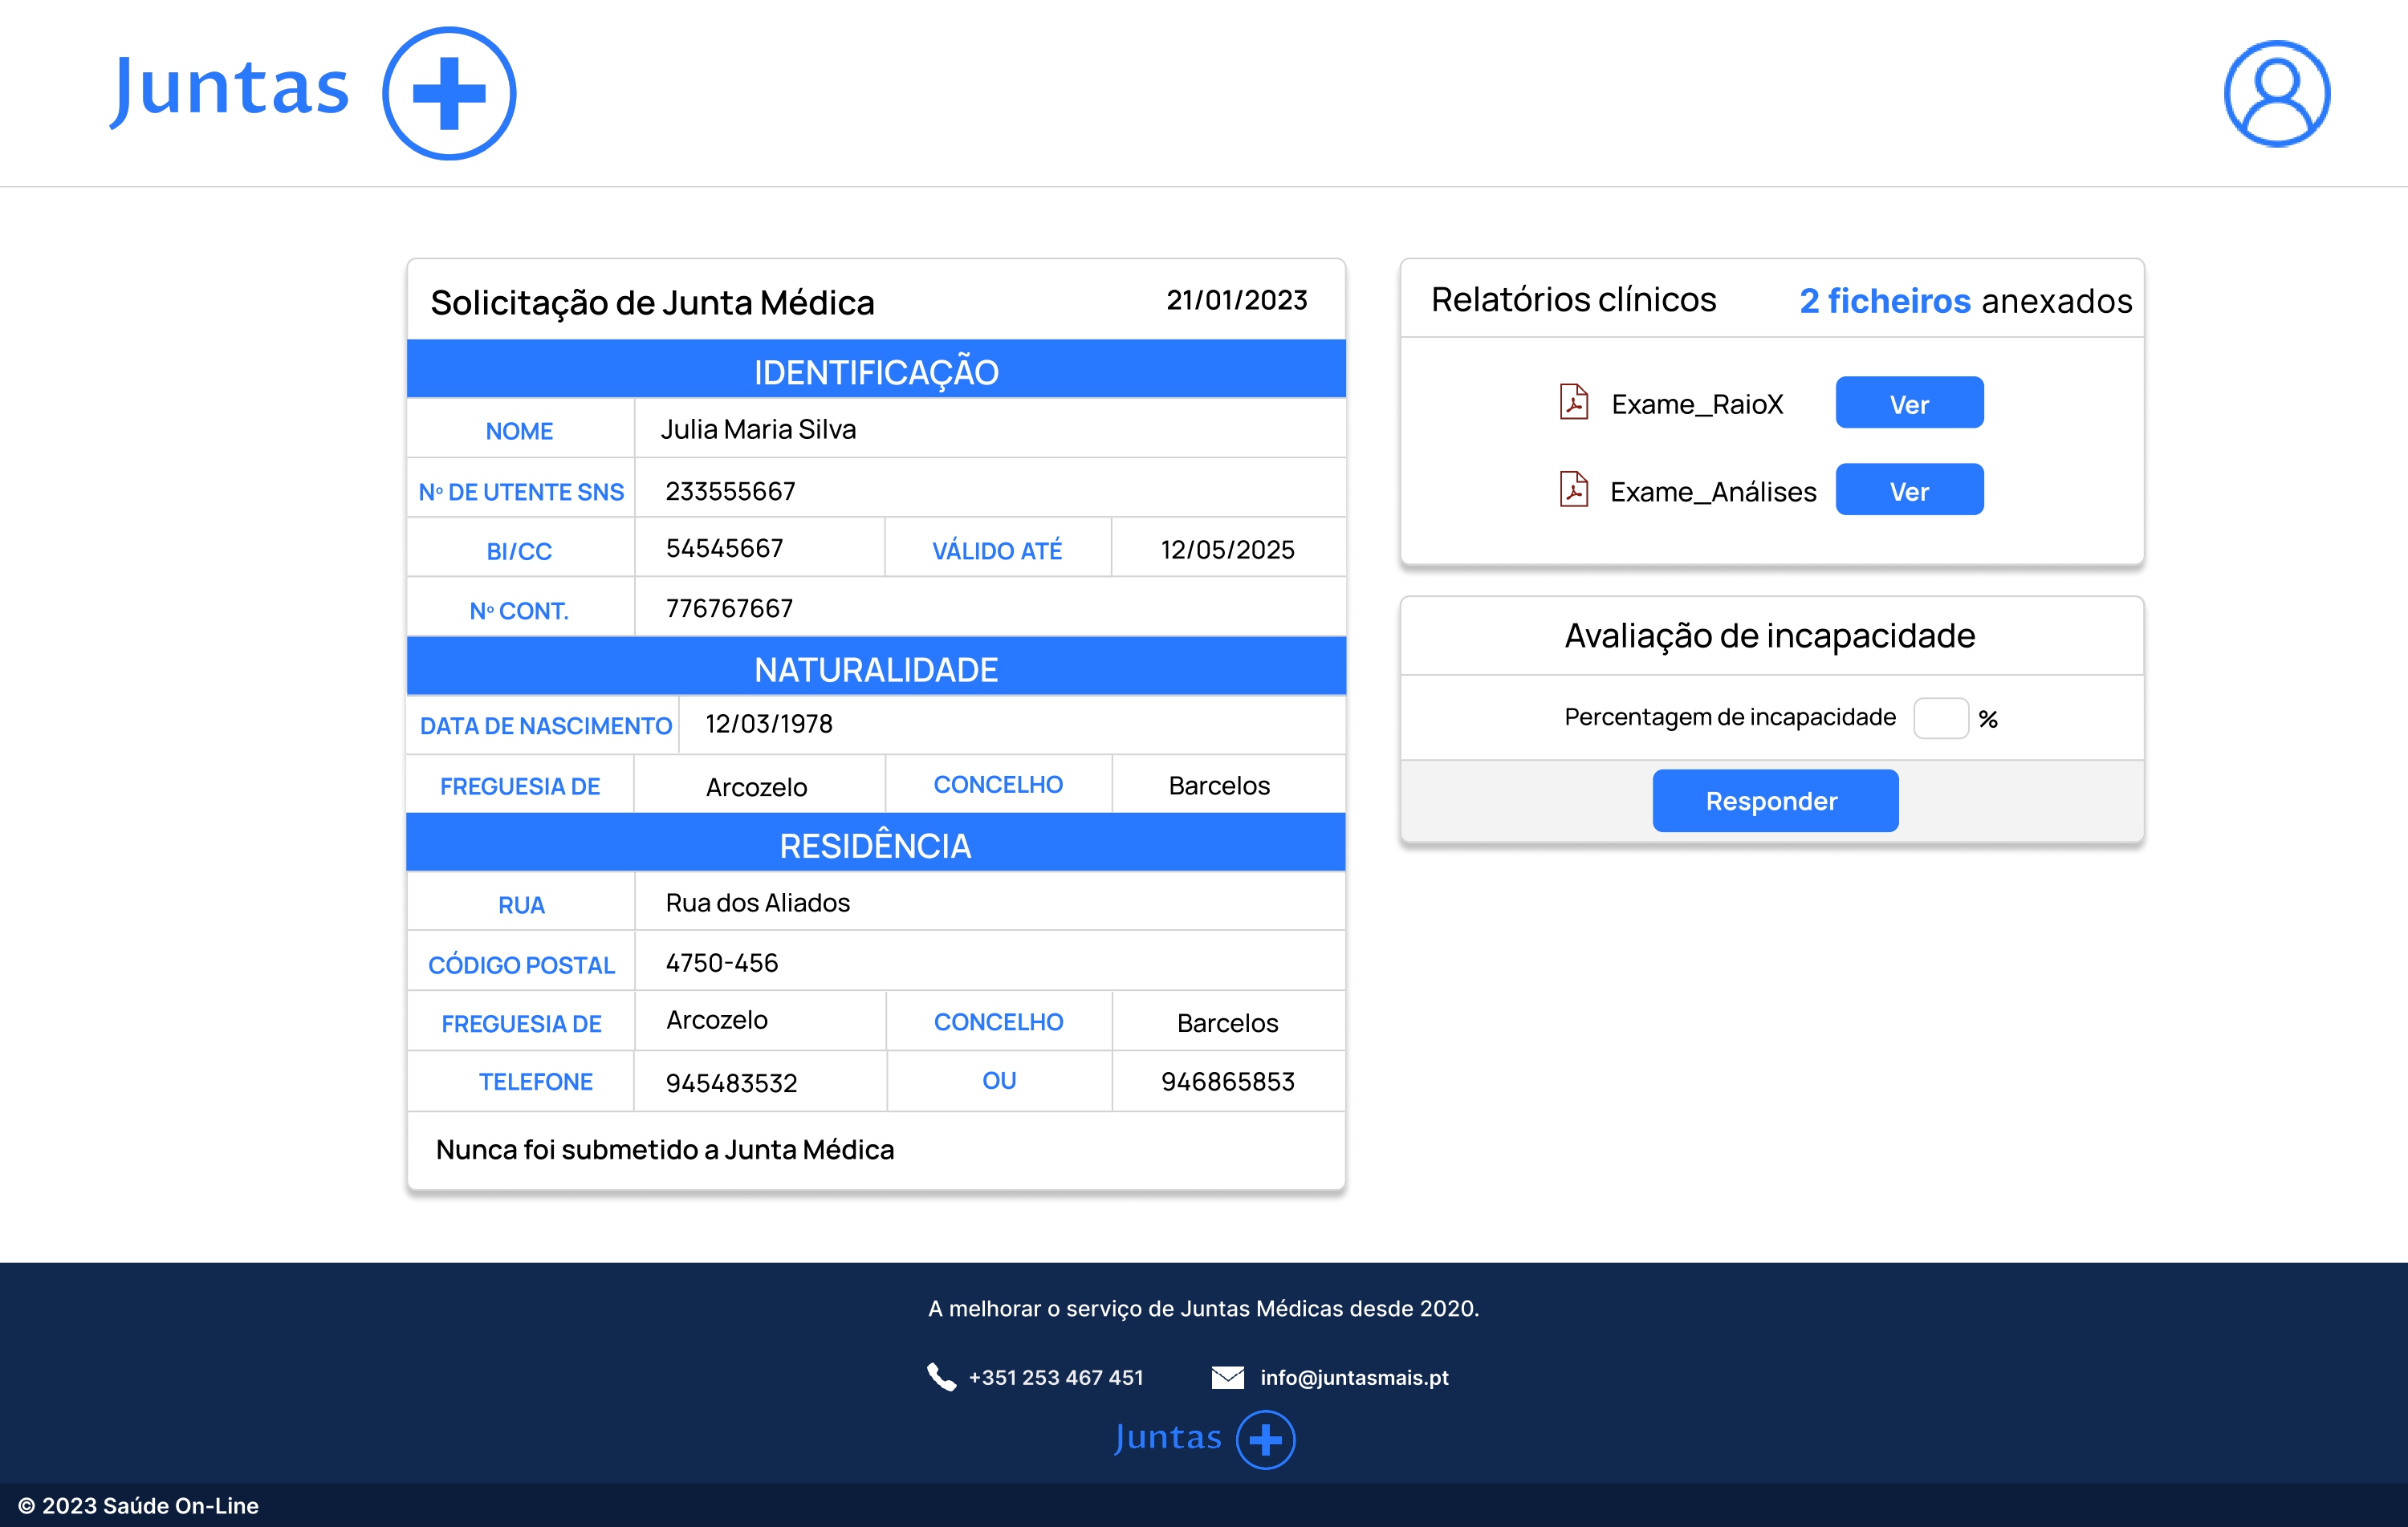 Juntas
Solicitação de Junta Médica 21/01/2023
IDENTIFICAÇÃO
NOME Julia Maria Silva
Nº DE UTENTE SNS 233555667
BI/CC 54545667 VÁLIDO ATÉ 12/05/2025
Nº CONT. 776767667
NATURALIDADE
DATA DE NASCIMENTO 12/03/1978
FREGUESIA DE Arcozelo CONCELHO Barcelos
RESIDÊNCIA
RUA Rua dos Aliados
CÓDIGO POSTAL 4750-456
FREGUESIA DE Arcozelo CONCELHO Barcelos
TELEFONE 945483532 OU 946865853
Nunca foi submetido a Junta Médica
Relatórios clínicos 2 ficheiros anexados
Exame_RaioX Ver
Exame_Análises Ver
Avaliação de incapacidade
Percentagem de incapacidade %
Responder
A melhorar o serviço de Juntas Médicas desde 2020.
+351 253 467 451 info@juntasmais.pt
Juntas
© 2023 Saúde On-Line